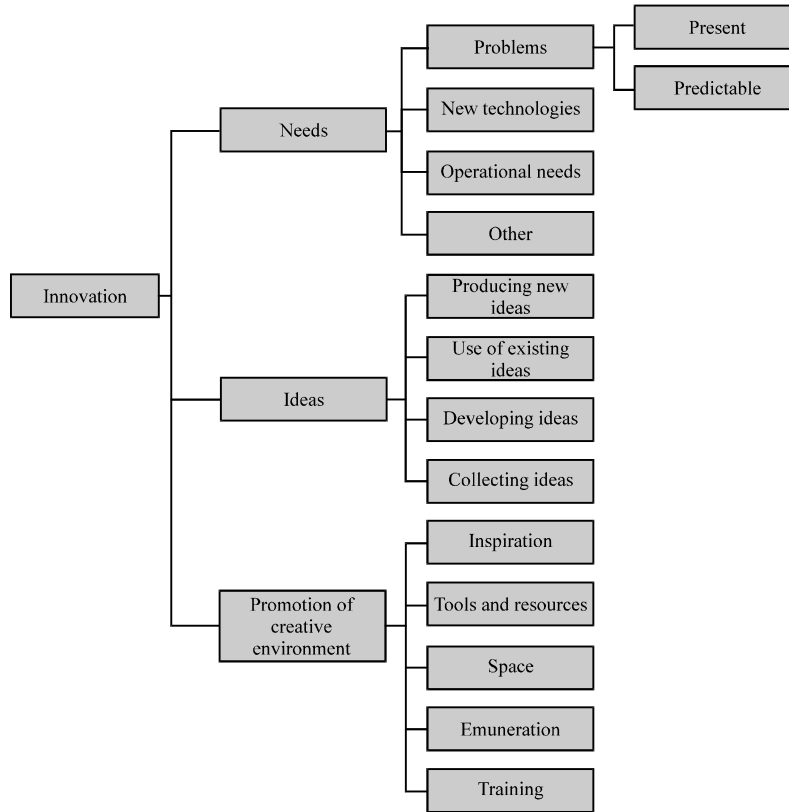 Present
Problems
Predictable
New technologies
Needs
Operational needs
Other
Innovation
Producing new
ideas
Use of existing
ideas
Ideas
Developing ideas
Collecting ideas
Inspiration
Promotion of
creative
environment
Tools and resources
Space
Emuneration
Training